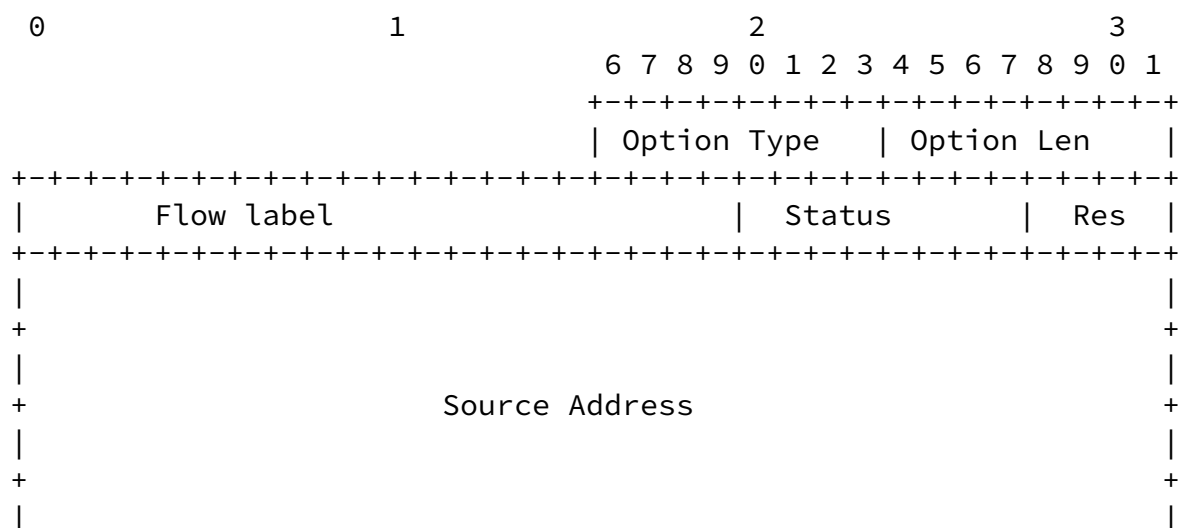 0                   1                   2                   3
                                 6 7 8 9 0 1 2 3 4 5 6 7 8 9 0 1
                                +-+-+-+-+-+-+-+-+-+-+-+-+-+-+-+-+
                                | Option Type   | Option Len    |
+-+-+-+-+-+-+-+-+-+-+-+-+-+-+-+-+-+-+-+-+-+-+-+-+-+-+-+-+-+-+-+-+
|       Flow label                      |  Status       |  Res  |
+-+-+-+-+-+-+-+-+-+-+-+-+-+-+-+-+-+-+-+-+-+-+-+-+-+-+-+-+-+-+-+-+
|                                                               |
+                                                               +
|                                                               |
+                       Source Address                          +
|                                                               |
+                                                               +
|                                                               |